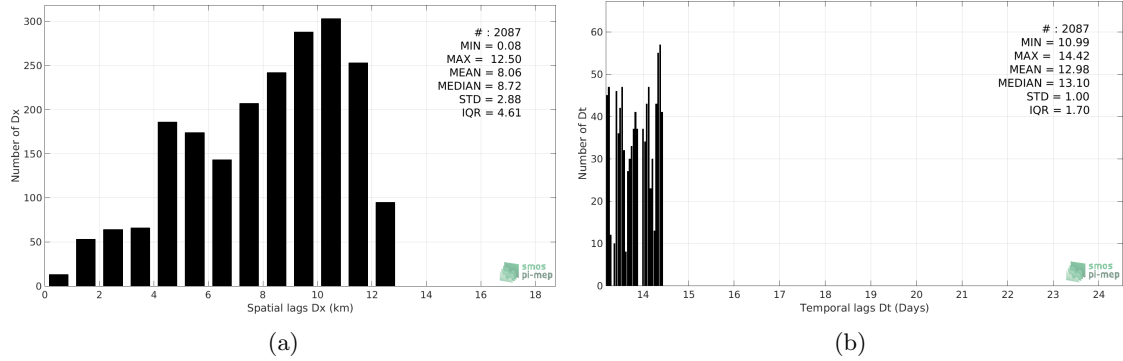 300
250
200
150
100
50
0
Number of Dx
# : 2087
MIN = 0.08
MAX = 12.50
MEAN = 8.06
MEDIAN = 8.72
STD = 2.88
IQR = 4.61
smos
pi-mep
0 2 4 6 8 10 12 14 16 18
Spatial lags Dx (km)
(a)
60
50
40
30
20
10
0
Number of Dt
# : 2087
MIN = 10.99
MAX = 14.42
MEAN = 12.98
MEDIAN = 13.10
STD = 1.00
IQR = 1.70
smos
pi-mep
14 15 16 17 18 19 20 21 22 23 24
Temporal lags Dt (Days)
(b)